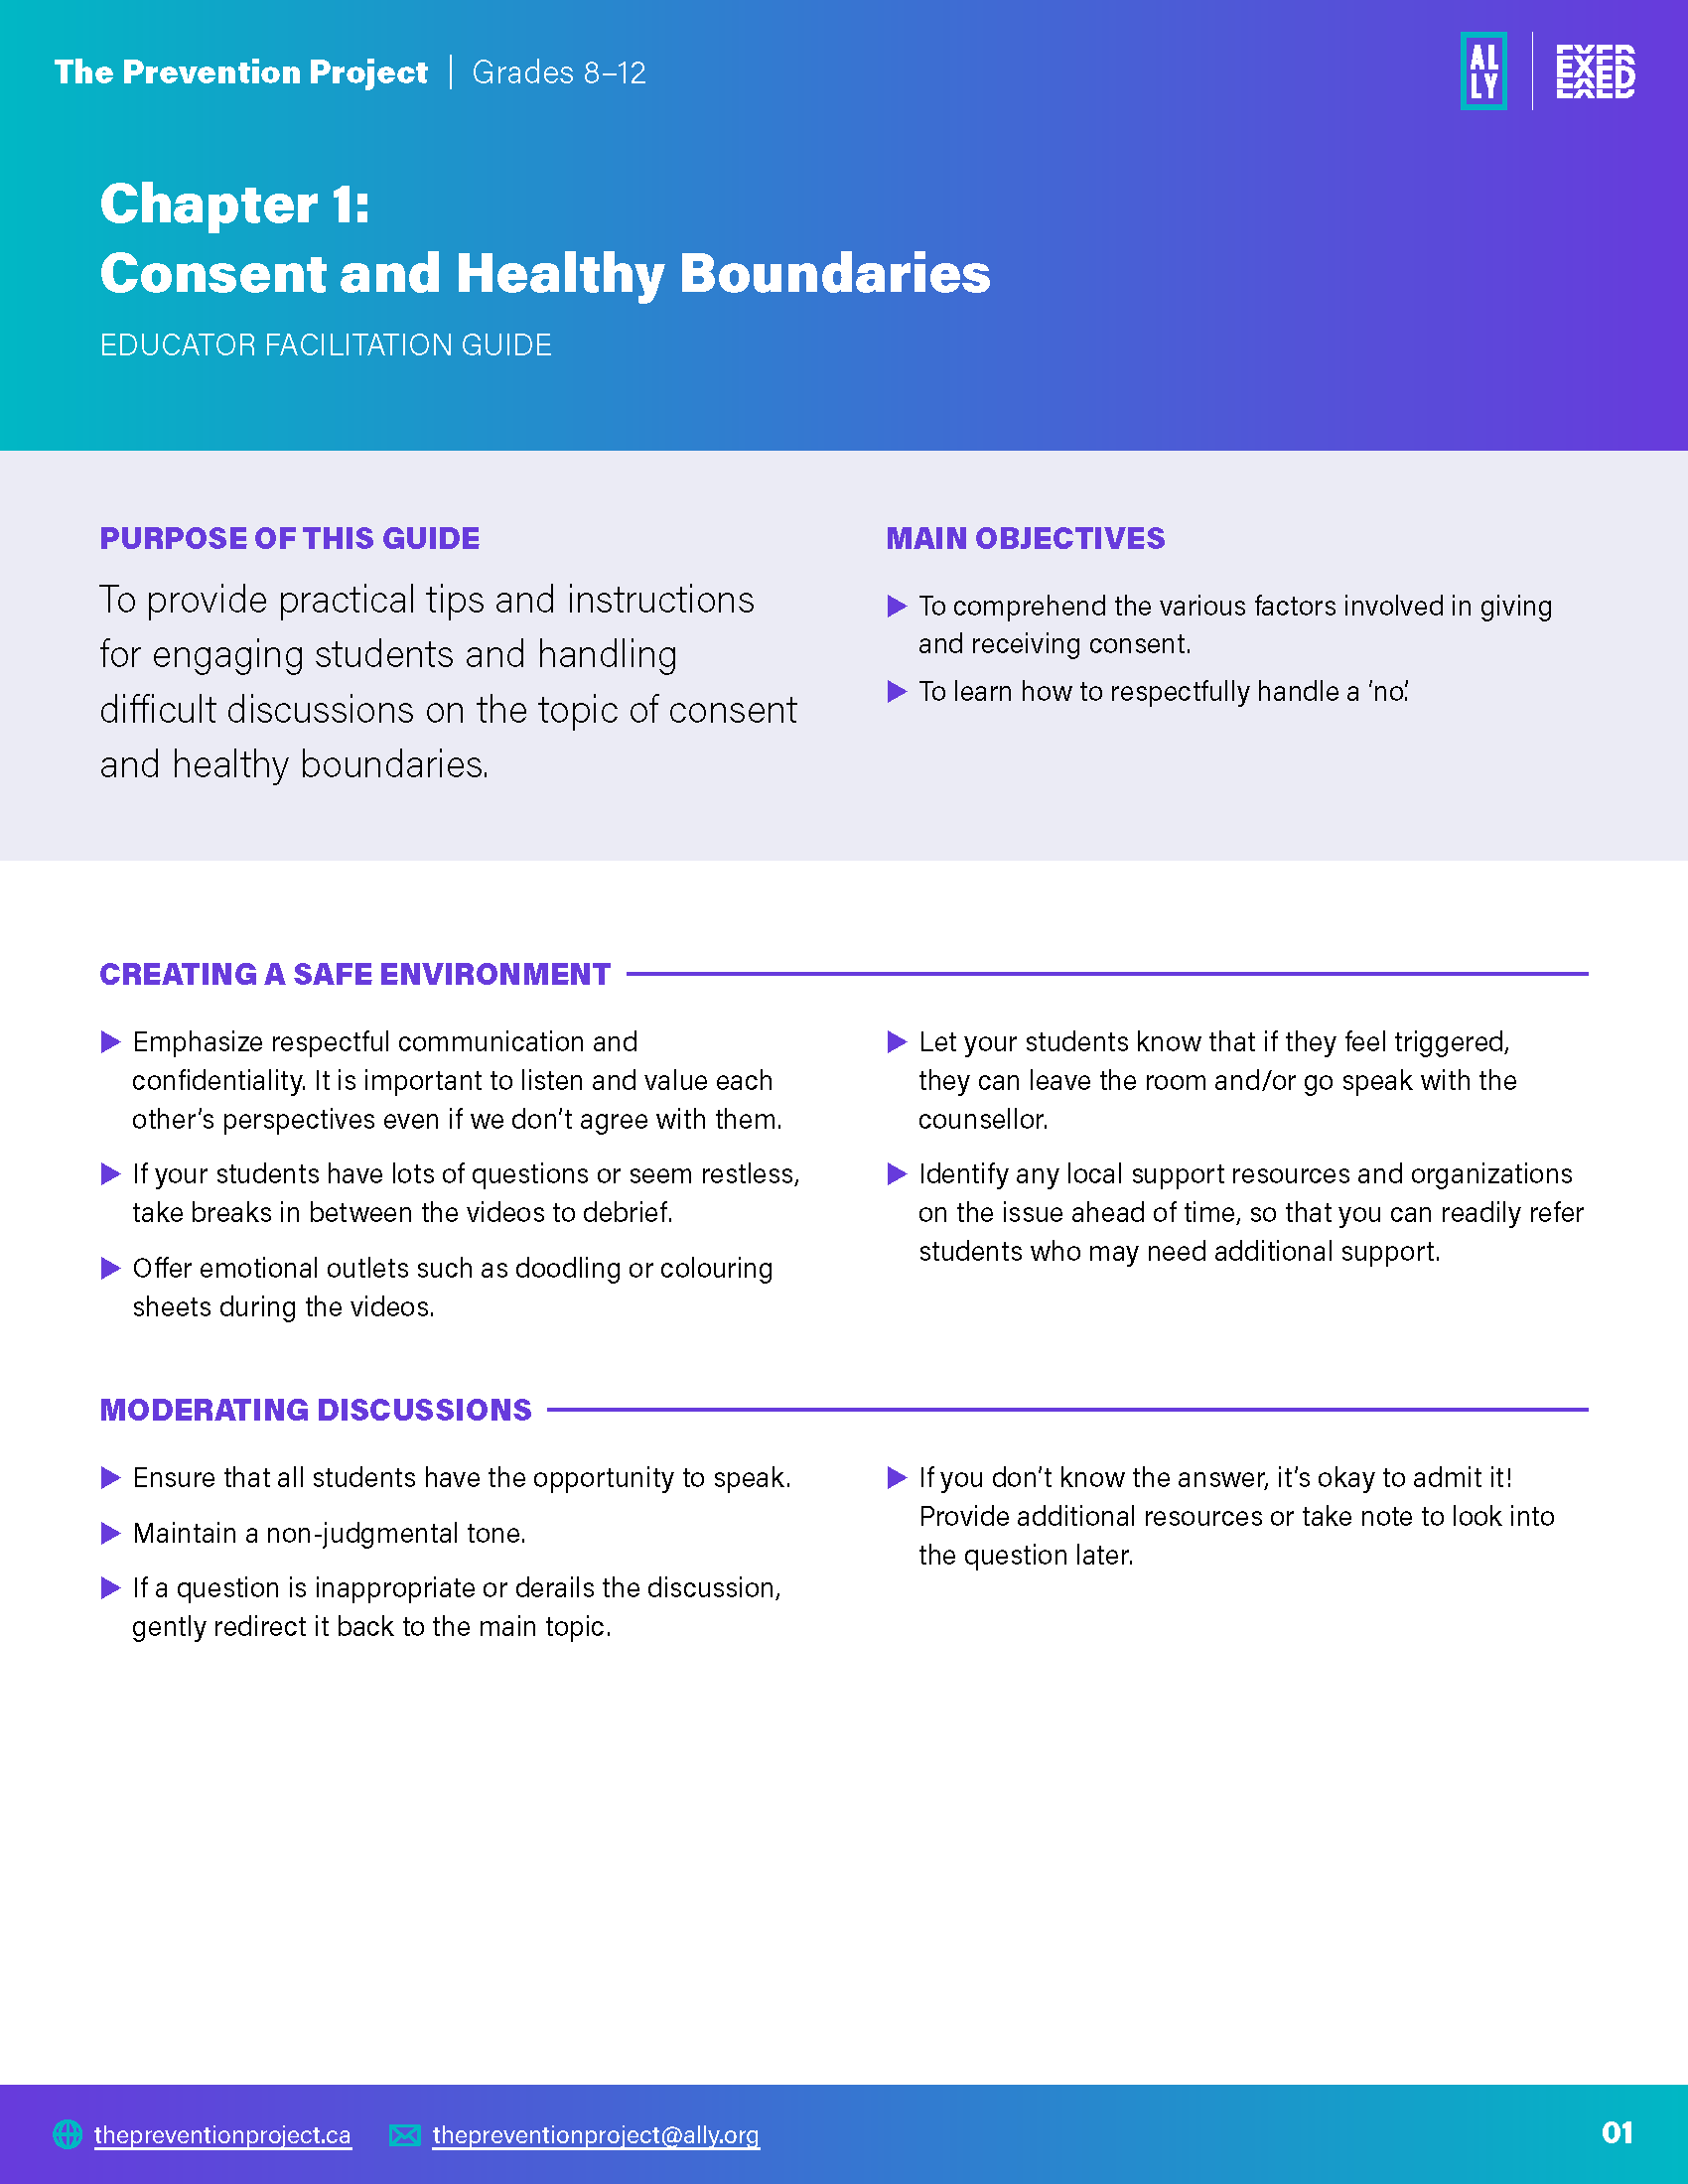 The Prevention Project | Grades 8–12
AL
LY
EXED
Chapter 1:
Consent and Healthy Boundaries
EDUCATOR FACILITATION GUIDE
PURPOSE OF THIS GUIDE
To provide practical tips and instructions
for engaging students and handling
difficult discussions on the topic of consent
and healthy boundaries.
MAIN OBJECTIVES
▶ To comprehend the various factors involved in giving
and receiving consent.
▶ To learn how to respectfully handle a ‘no’.
CREATING A SAFE ENVIRONMENT
▶ Emphasize respectful communication and
confidentiality. It is important to listen and value each
other’s perspectives even if we don’t agree with them.
▶ If your students have lots of questions or seem restless,
take breaks in between the videos to debrief.
▶ Offer emotional outlets such as doodling or colouring
sheets during the videos.
▶ Let your students know that if they feel triggered,
they can leave the room and/or go speak with the
counsellor.
▶ Identify any local support resources and organizations
on the issue ahead of time, so that you can readily refer
students who may need additional support.
MODERATING DISCUSSIONS
▶ Ensure that all students have the opportunity to speak.
▶ Maintain a non-judgmental tone.
▶ If a question is inappropriate or derails the discussion,
gently redirect it back to the main topic.
▶ If you don’t know the answer, it’s okay to admit it!
Provide additional resources or take note to look into
the question later.
thepreventionproject.ca
thepreventionproject@ally.org
01